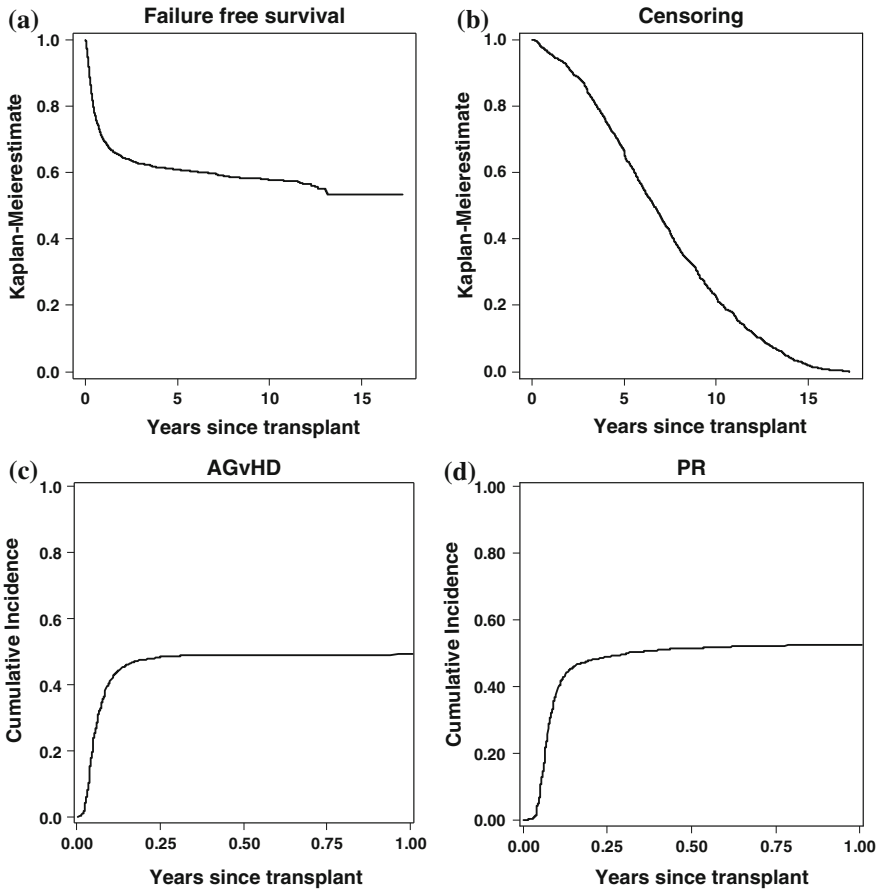 (a)
Failure free survival
1.0
0.8
0.6
0.4
0.2
0.0
Kaplan-Meierestimate
0 5 10 15
Years since transplant
(b)
Censoring
1.0
0.8
0.6
0.4
0.2
0.0
Kaplan-Meierestimate
0 5 10 15
Years since transplant
(c)
AGvHD
1.0
0.8
0.6
0.4
0.2
0.0
Cumulative Incidence
0.00 0.25 0.50 0.75 1.00
Years since transplant
(d)
PR
1.00
0.80
0.60
0.40
0.20
0.00
Cumulative Incidence
0.00 0.25 0.50 0.75 1.00
Years since transplant